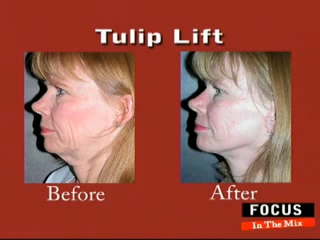 Tulip Lift
Before
After
FOCUS
In The Mix